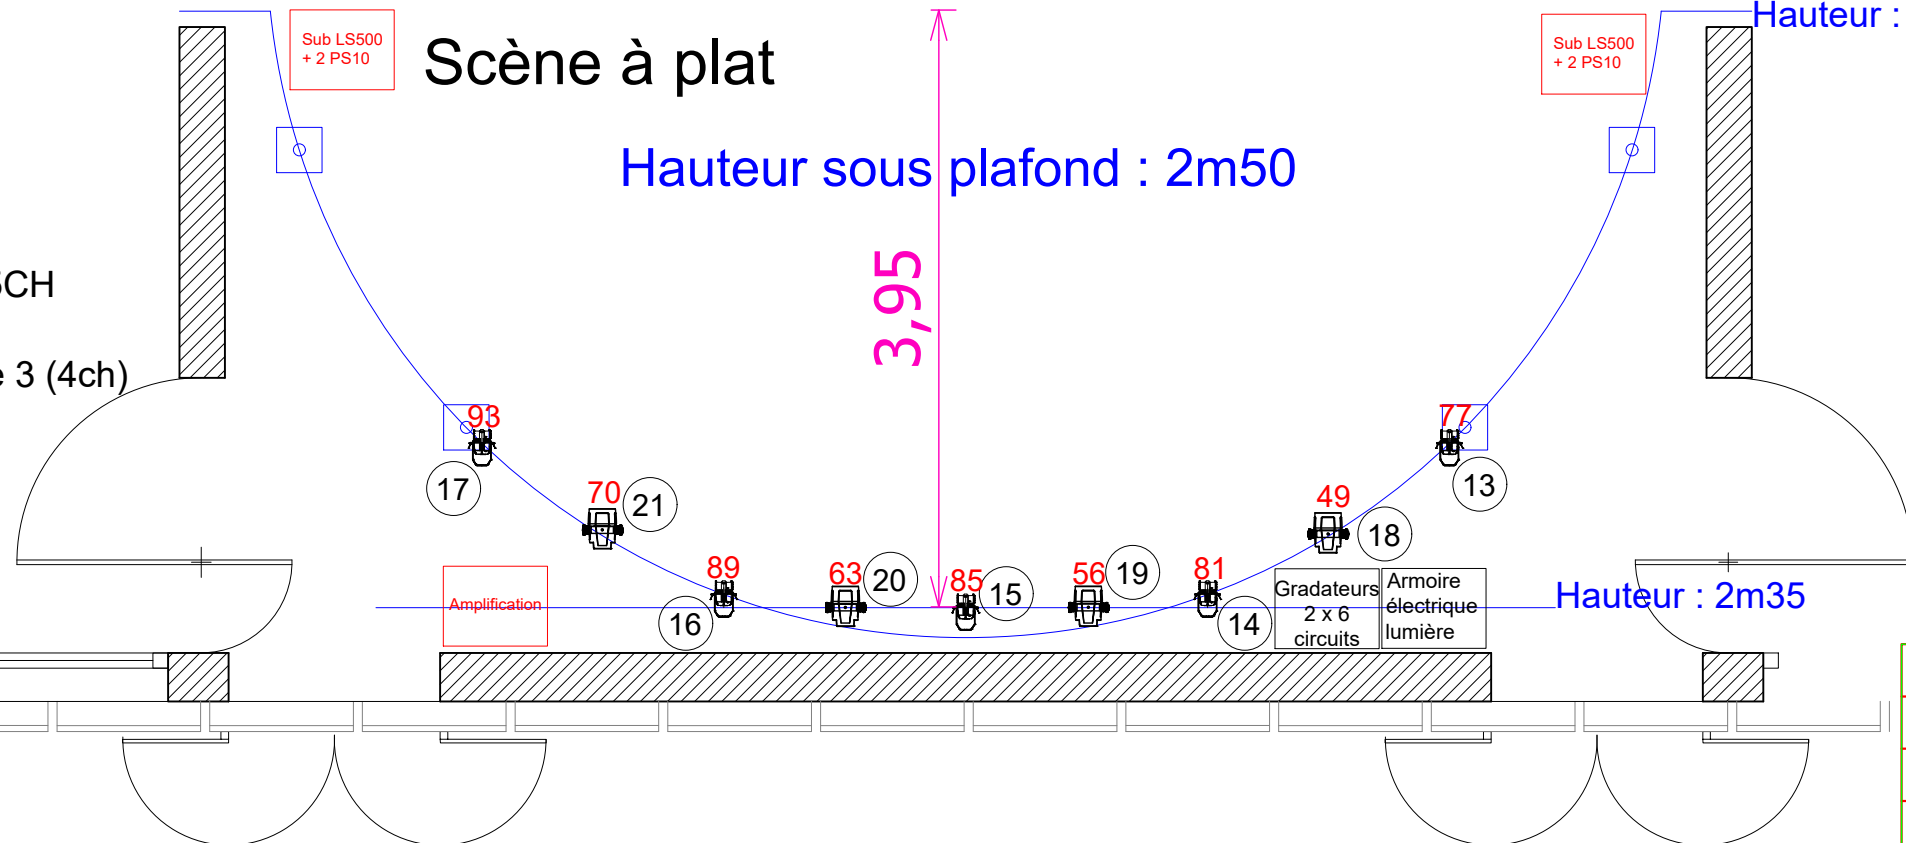 Hauteur :
Sub LS500
+ 2 PS10
Scène à plat
Sub LS500
+ 2 PS10
Hauteur sous plafond : 2m50
3,95
CH
3 (4ch)
93
17
77
13
70
21
49
18
89
16
63
20
85
15
56
19
81
14
Amplification
Gradateurs
2 x 6
circuits
Armoire
électrique
lumière
Hauteur : 2m35